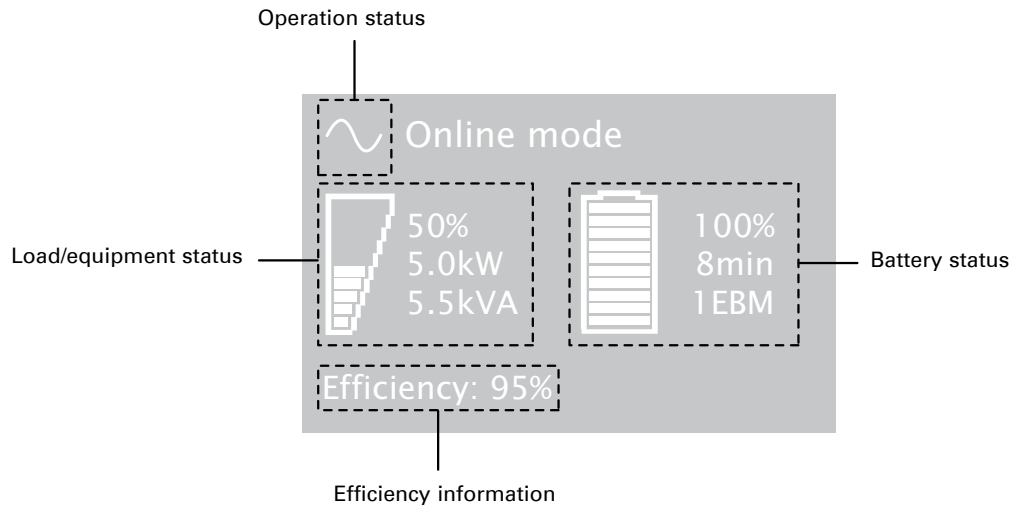 Operation status
Online mode
Load/equipment status
50%
5.0kW
5.5kVA
100%
8min
1EBM
Battery status
Efficiency: 95%
Efficiency information